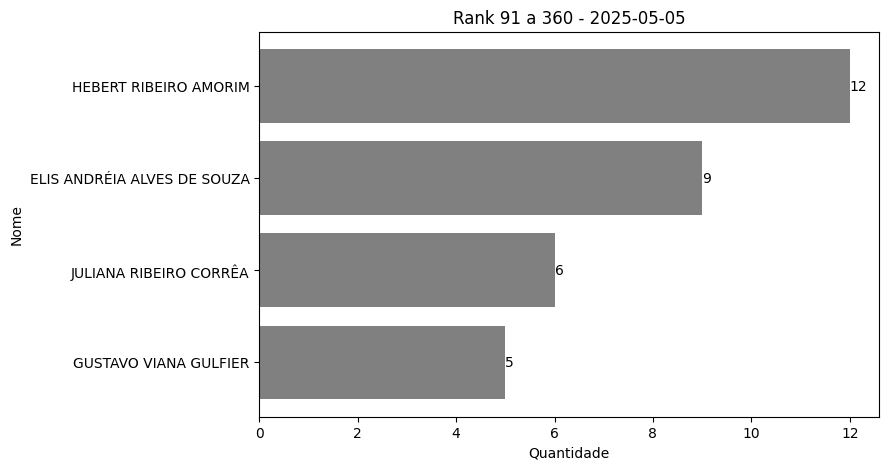 Rank 91 a 360 - 2025-05-05
HEBERT RIBEIRO AMORIM
12
ELIS ANDRÉIA ALVES DE SOUZA
9
Nome
JULIANA RIBEIRO CORRÊA
6
GUSTAVO VIANA GULFIER
5
0 2 4 6 8 10 12
Quantidade